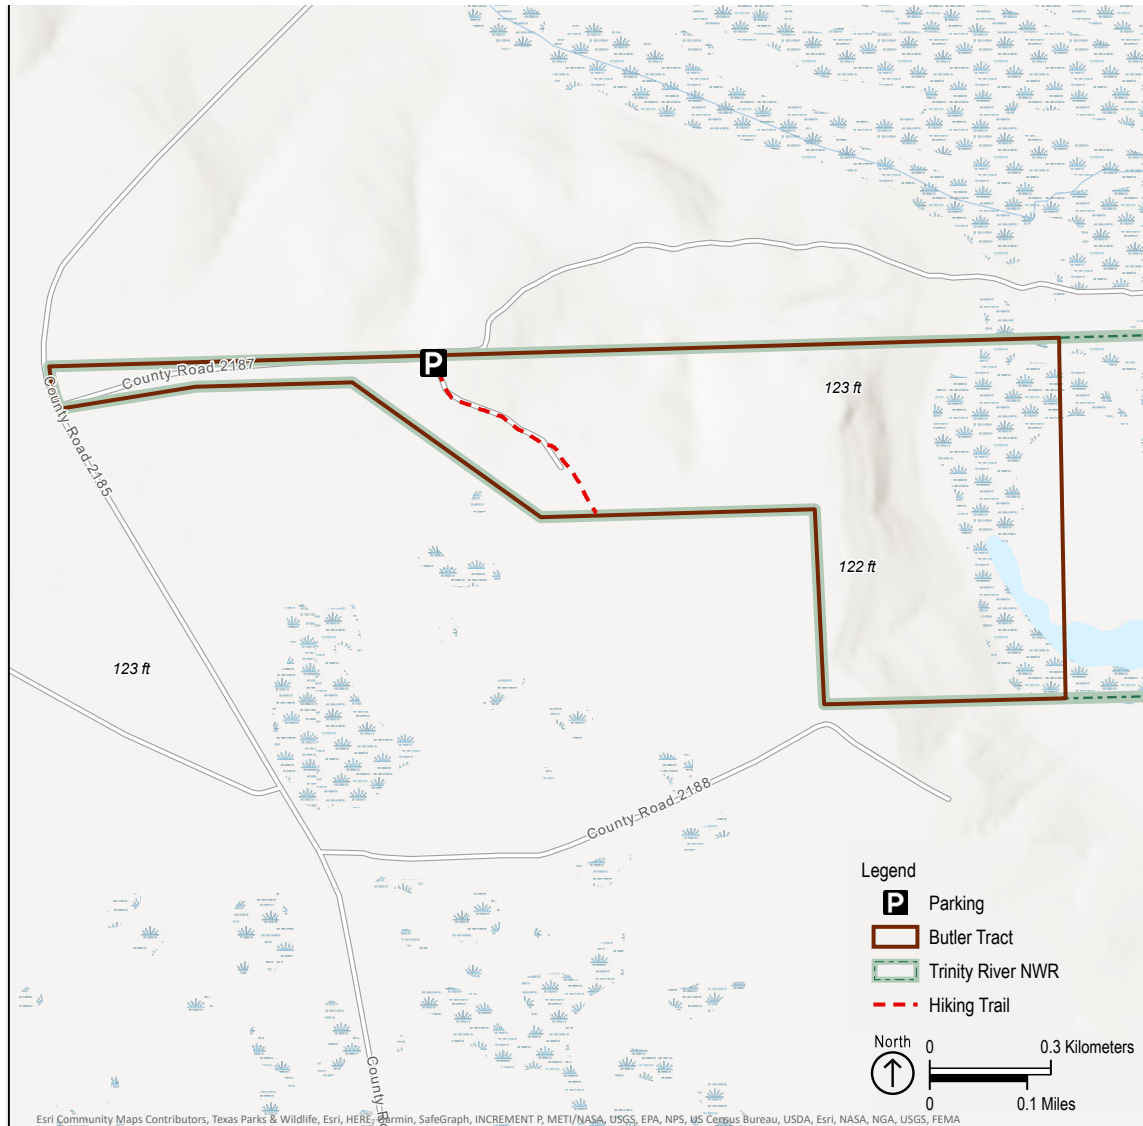 County Road 2187
P
123 ft
County Road 2185
122 ft
123 ft
County Road 2188
Legend
P Parking
Butler Tract
Trinity River NWR
Hiking Trail
North
0 0.3 Kilometers
0 0.1 Miles
County
Esri Community Maps Contributors, Texas Parks & Wildlife, Esri, HERE, Garmin, SafeGraph, INCREMENT P, METI/NASA, USGS, EPA, NPS, US Census Bureau, USDA, Esri, NASA, NGA, USGS, FEMA